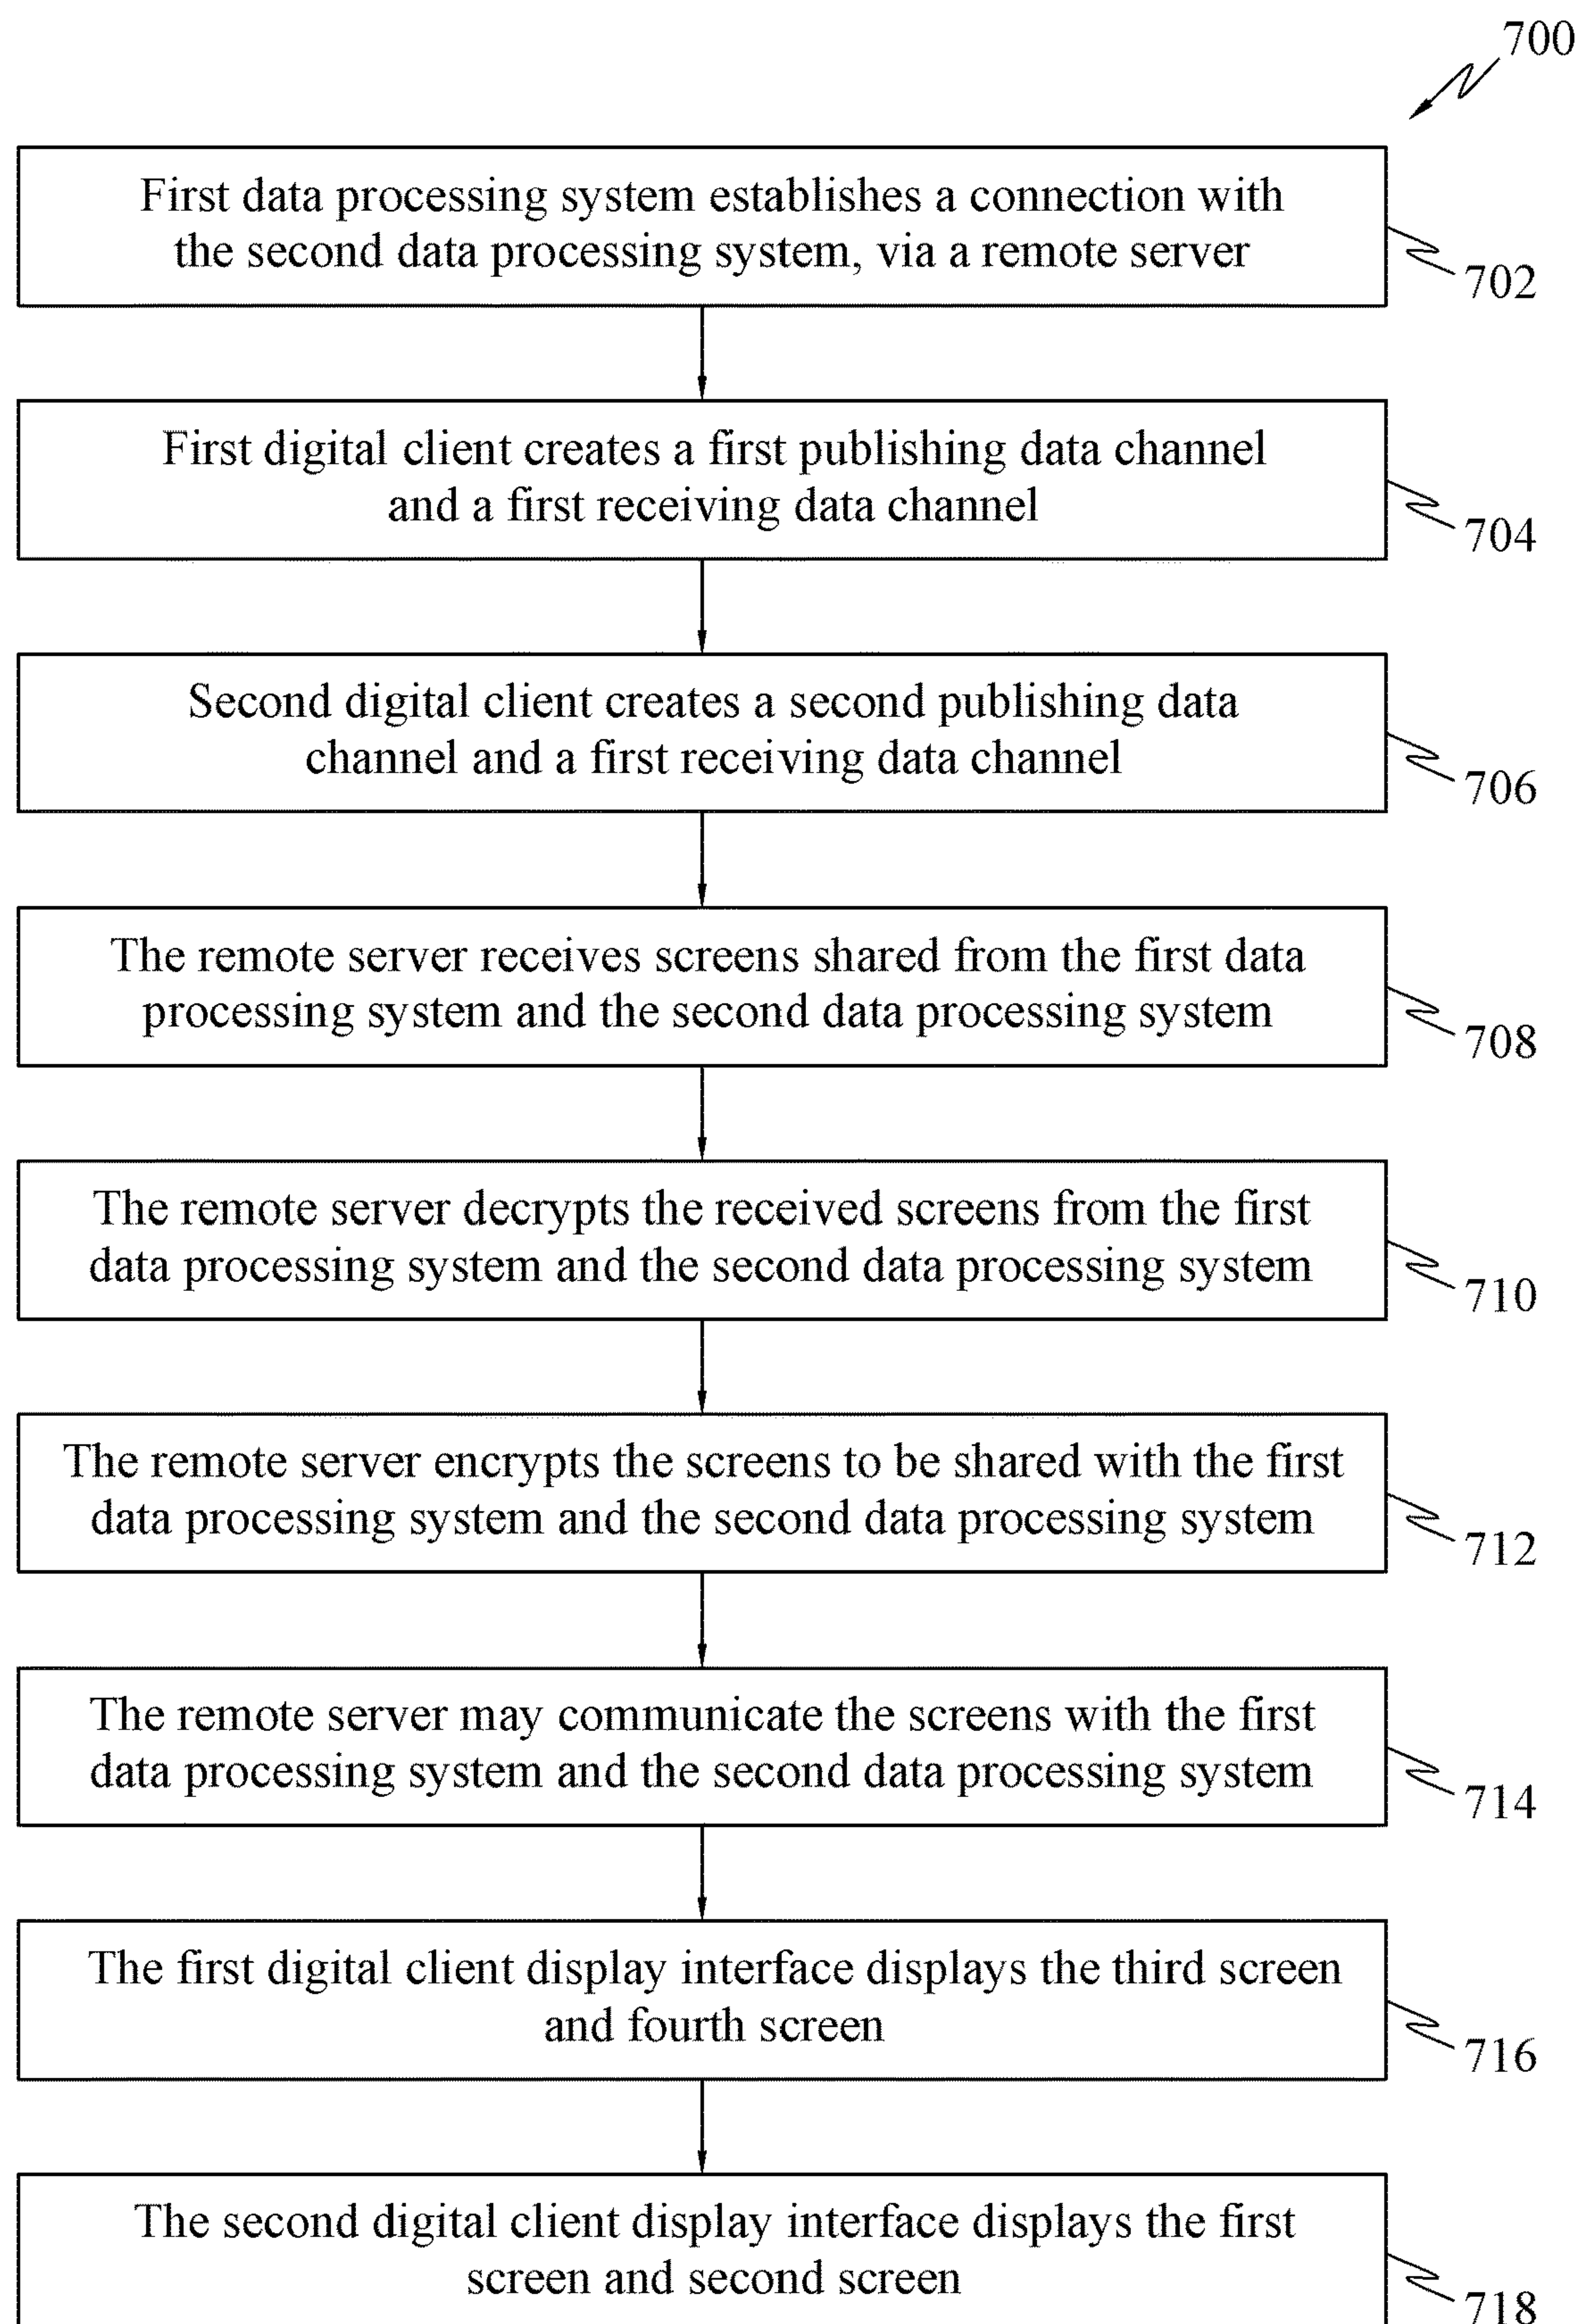 700
First data processing system establishes a connection with
the second data processing system, via a remote server
702
First digital client creates a first publishing data channel
and a first receiving data channel
704
Second digital client creates a second publishing data
channel and a first receiving data channel
706
The remote server receives screens shared from the first data
processing system and the second data processing system
708
The remote server decrypts the received screens from the first
data processing system and the second data processing system
710
The remote server encrypts the screens to be shared with the first
data processing system and the second data processing system
712
The remote server may communicate the screens with the first
data processing system and the second data processing system
714
The first digital client display interface displays the third screen
and fourth screen
716
The second digital client display interface displays the first
screen and second screen
718